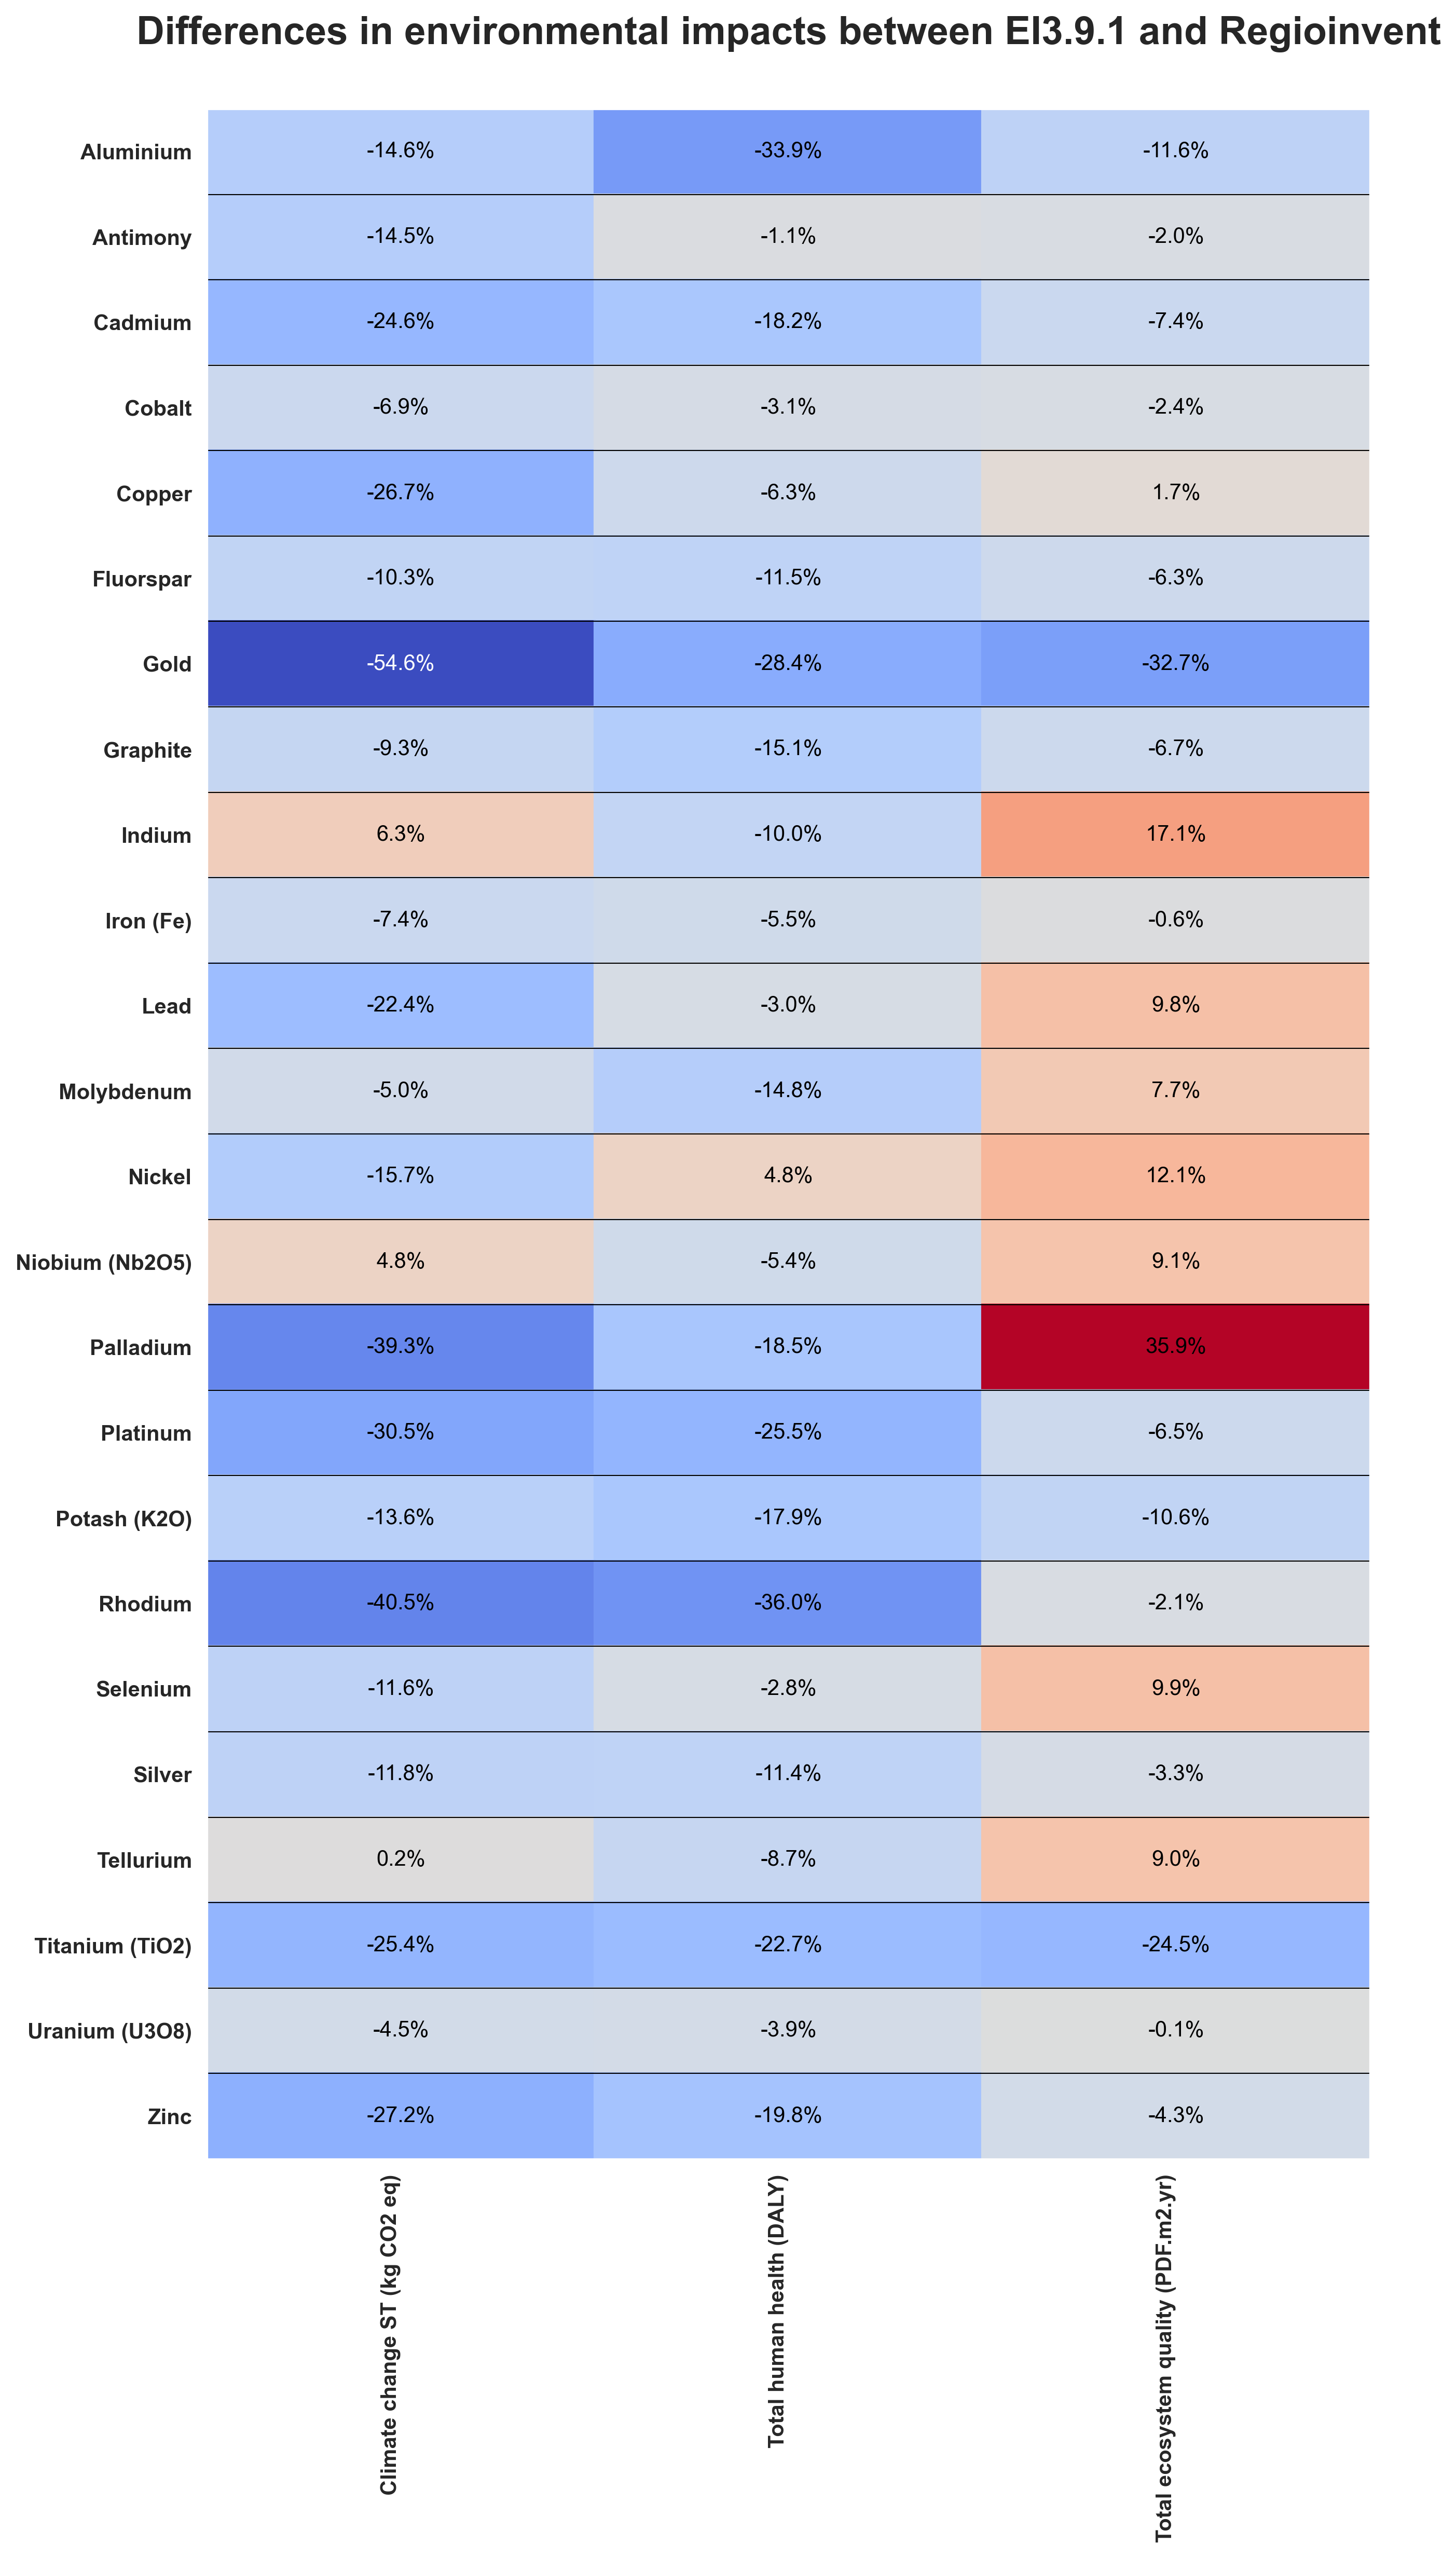 Differences in environmental impacts between EI3.9.1 and Regioinvent
Aluminium -14.6% -33.9% -11.6%
Antimony -14.5% -1.1% -2.0%
Cadmium -24.6% -18.2% -7.4%
Cobalt -6.9% -3.1% -2.4%
Copper -26.7% -6.3% 1.7%
Fluorspar -10.3% -11.5% -6.3%
Gold -54.6% -28.4% -32.7%
Graphite -9.3% -15.1% -6.7%
Indium 6.3% -10.0% 17.1%
Iron (Fe) -7.4% -5.5% -0.6%
Lead -22.4% -3.0% 9.8%
Molybdenum -5.0% -14.8% 7.7%
Nickel -15.7% 4.8% 12.1%
Niobium (Nb2O5) 4.8% -5.4% 9.1%
Palladium -39.3% -18.5% 35.9%
Platinum -30.5% -25.5% -6.5%
Potash (K2O) -13.6% -17.9% -10.6%
Rhodium -40.5% -36.0% -2.1%
Selenium -11.6% -2.8% 9.9%
Silver -11.8% -11.4% -3.3%
Tellurium 0.2% -8.7% 9.0%
Titanium (TiO2) -25.4% -22.7% -24.5%
Uranium (U3O8) -4.5% -3.9% -0.1%
Zinc -27.2% -19.8% -4.3%
Climate change ST (kg CO2 eq)
Total human health (DALY)
Total ecosystem quality (PDF.m2.yr)